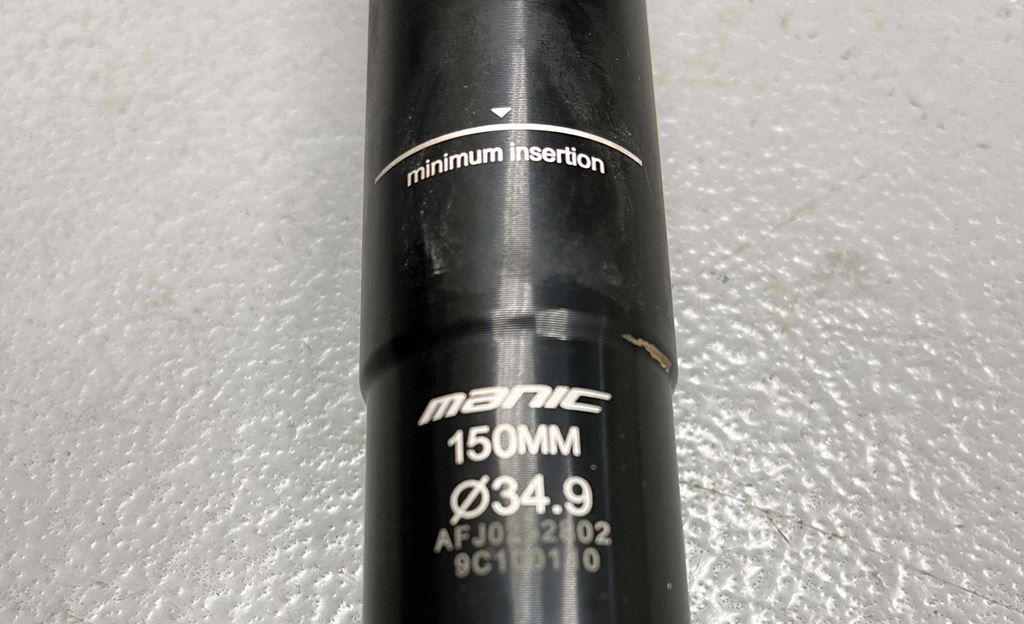 minimum insertion
manic
150MM
Ø34.9